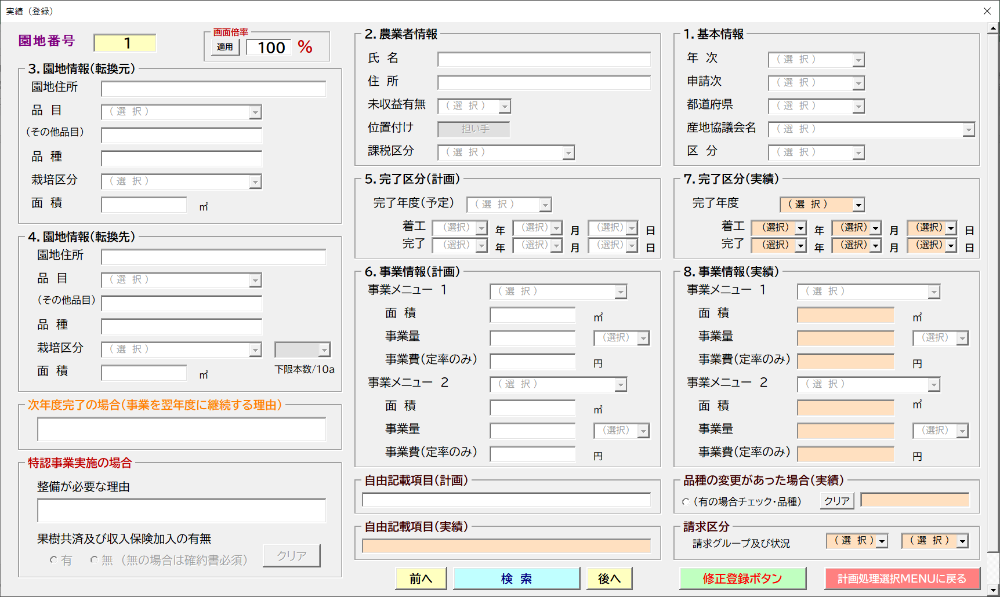 実績（登録）
園地番号
1
画面倍率
適用
100
%
3. 園地情報(転換元)
園地住所
品 目
（選 択）
(その他品目)
品 種
栽培区分
（選 択）
面 積
㎡
4. 園地情報(転換先)
園地住所
品 目
（選 択）
(その他品目)
品 種
栽培区分
（選 択）
面 積
㎡
下限本数/10a
次年度完了の場合(事業を翌年度に継続する理由)
特認事業実施の場合
整備が必要な理由
果樹共済及び収入保険加入の有無
有
無（無の場合は確約書必須）
クリア
2. 農業者情報
氏 名
住 所
未収益有無
（選 択）
位置付け
担い手
課税区分
（選 択）
5. 完了区分(計画)
完了年度(予定)
（選 択）
着工
（選択）
年
（選択）
月
（選択）
日
完了
（選択）
年
（選択）
月
（選択）
日
6. 事業情報(計画)
事業メニュー 1
（選 択）
面 積
㎡
事業量
（選択）
事業費(定率のみ)
円
事業メニュー 2
（選 択）
面 積
㎡
事業量
（選択）
事業費(定率のみ)
円
自由記載項目(計画)
自由記載項目(実績)
前へ
検 索
後へ
1. 基本情報
年 次
（選 択）
申請次
（選 択）
都道府県
（選 択）
産地協議会名
（選 択）
区 分
（選 択）
7. 完了区分(実績)
完了年度
（選 択）
着工
（選択）
年
（選択）
月
（選択）
日
完了
（選択）
年
（選択）
月
（選択）
日
8. 事業情報(実績)
事業メニュー 1
（選 択）
面 積
㎡
事業量
（選択）
事業費(定率のみ)
円
事業メニュー 2
（選 択）
面 積
㎡
事業量
（選択）
事業費(定率のみ)
円
品種の変更があった場合(実績)
(有の場合チェック・品種)
クリア
請求区分
請求グループ及び状況
（選 択）
（選 択）
修正登録ボタン
計画処理選択MENUに戻る